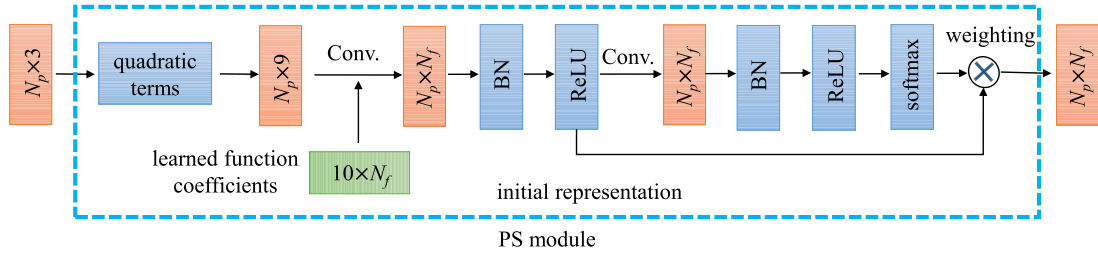 N_p×3
quadratic
terms
N_p×9
Conv.
N_p×N_f
BN
ReLU
Conv.
N_p×N_f
BN
ReLU
softmax
weighting
N_p×N_f
learned function
coefficients
10×N_f
initial representation
PS module